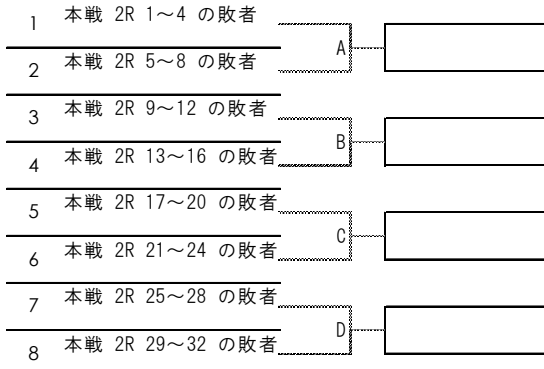 1 本戦 2R 1～4 の敗者
A
2 本戦 2R 5～8 の敗者
3 本戦 2R 9～12 の敗者
B
4 本戦 2R 13～16 の敗者
5 本戦 2R 17～20 の敗者
C
6 本戦 2R 21～24 の敗者
7 本戦 2R 25～28 の敗者
D
8 本戦 2R 29～32 の敗者